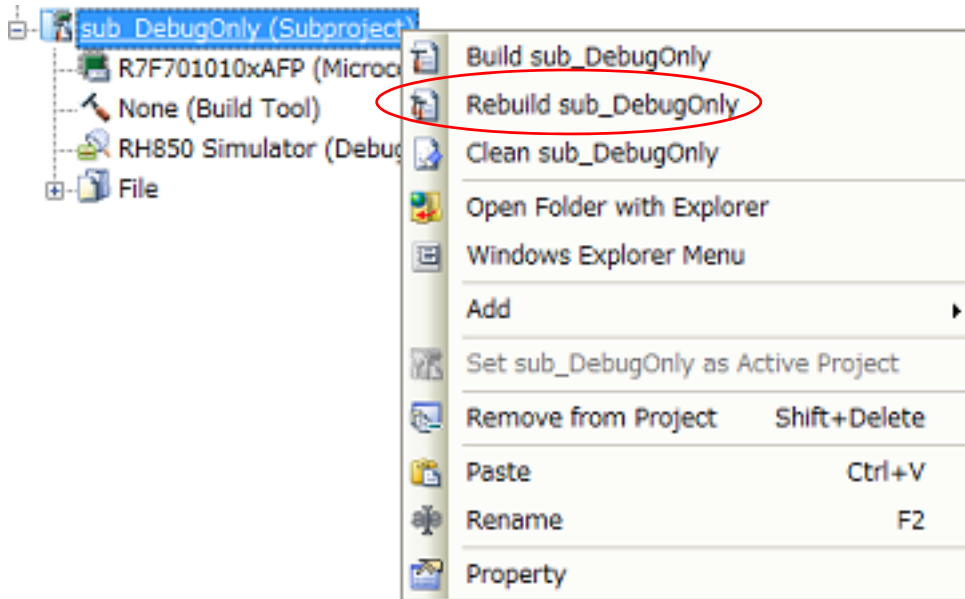 sub_DebugOnly (Subproject)
R7F701010xAFP (Microc
None (Build Tool)
RH850 Simulator (Debug
File
Build sub_DebugOnly
Rebuild sub_DebugOnly
Clean sub_DebugOnly
Open Folder with Explorer
Windows Explorer Menu
Add
Set sub_DebugOnly as Active Project
Remove from Project Shift+Delete
Paste Ctrl+V
Rename F2
Property